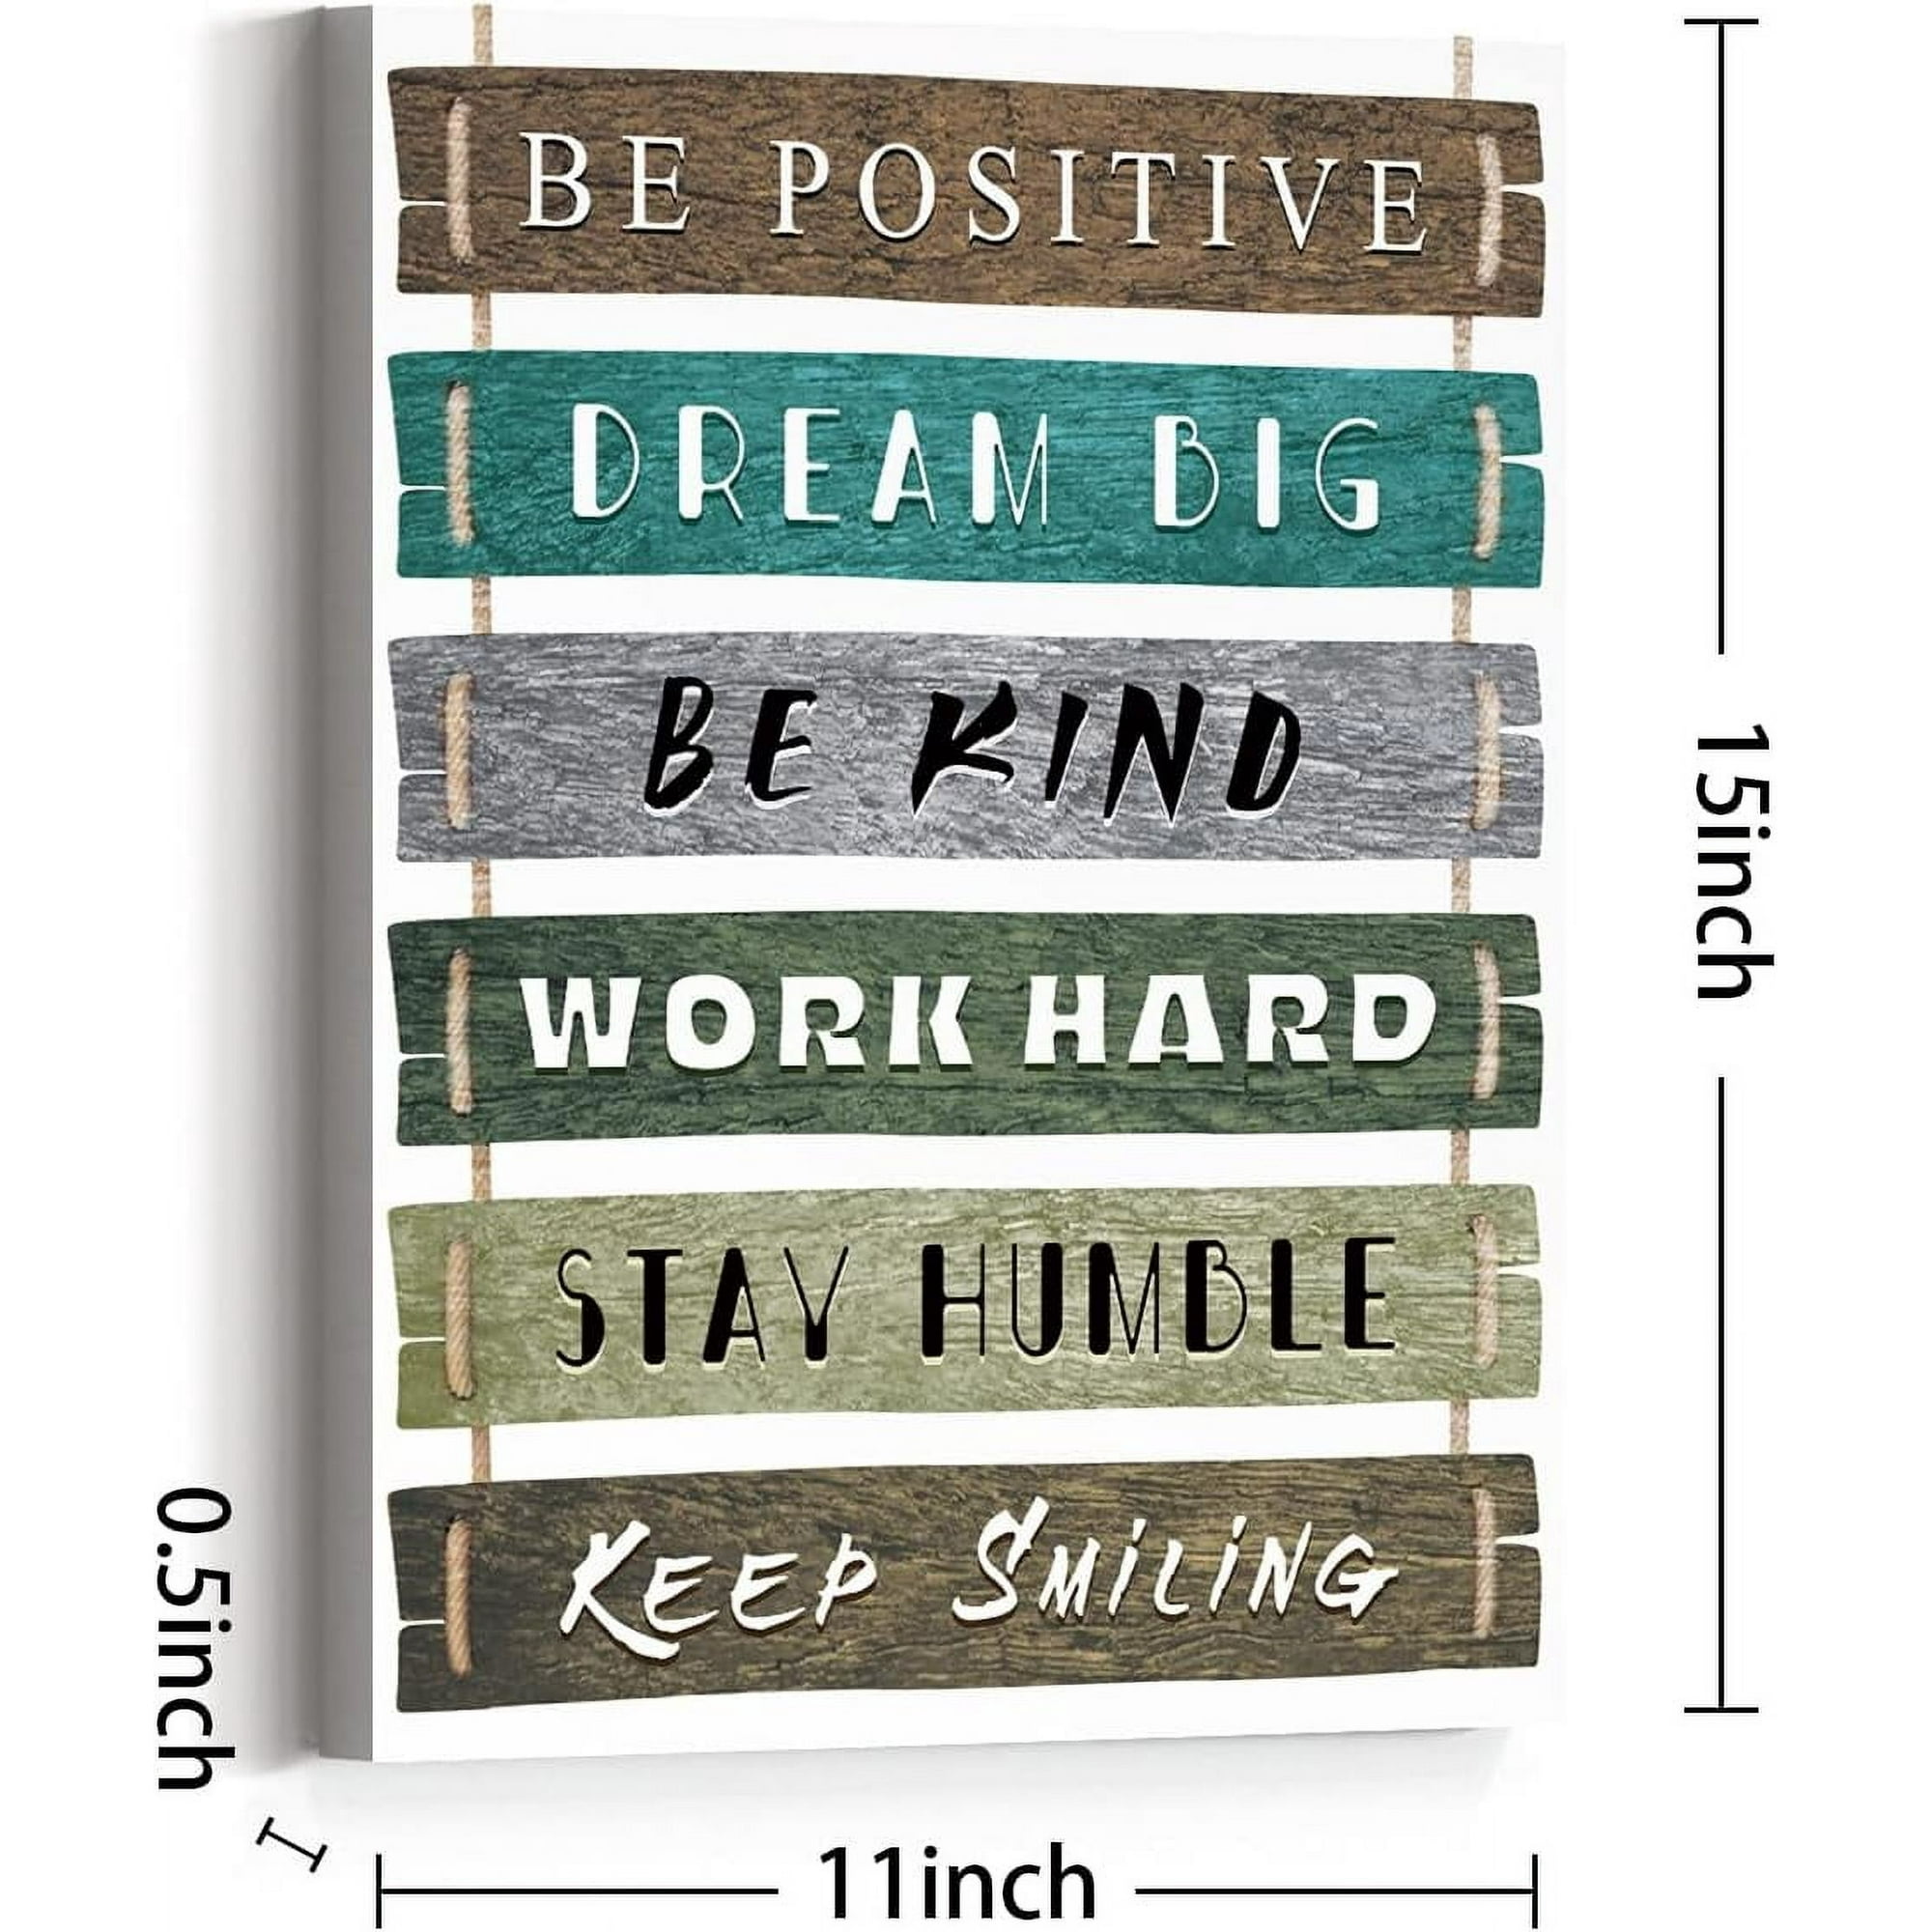 BE POSITIVE
DREAM BIG
BE KIND
WORK HARD
STAY HUMBLE
KEEP SMILING
15inch
0.5inch
11inch